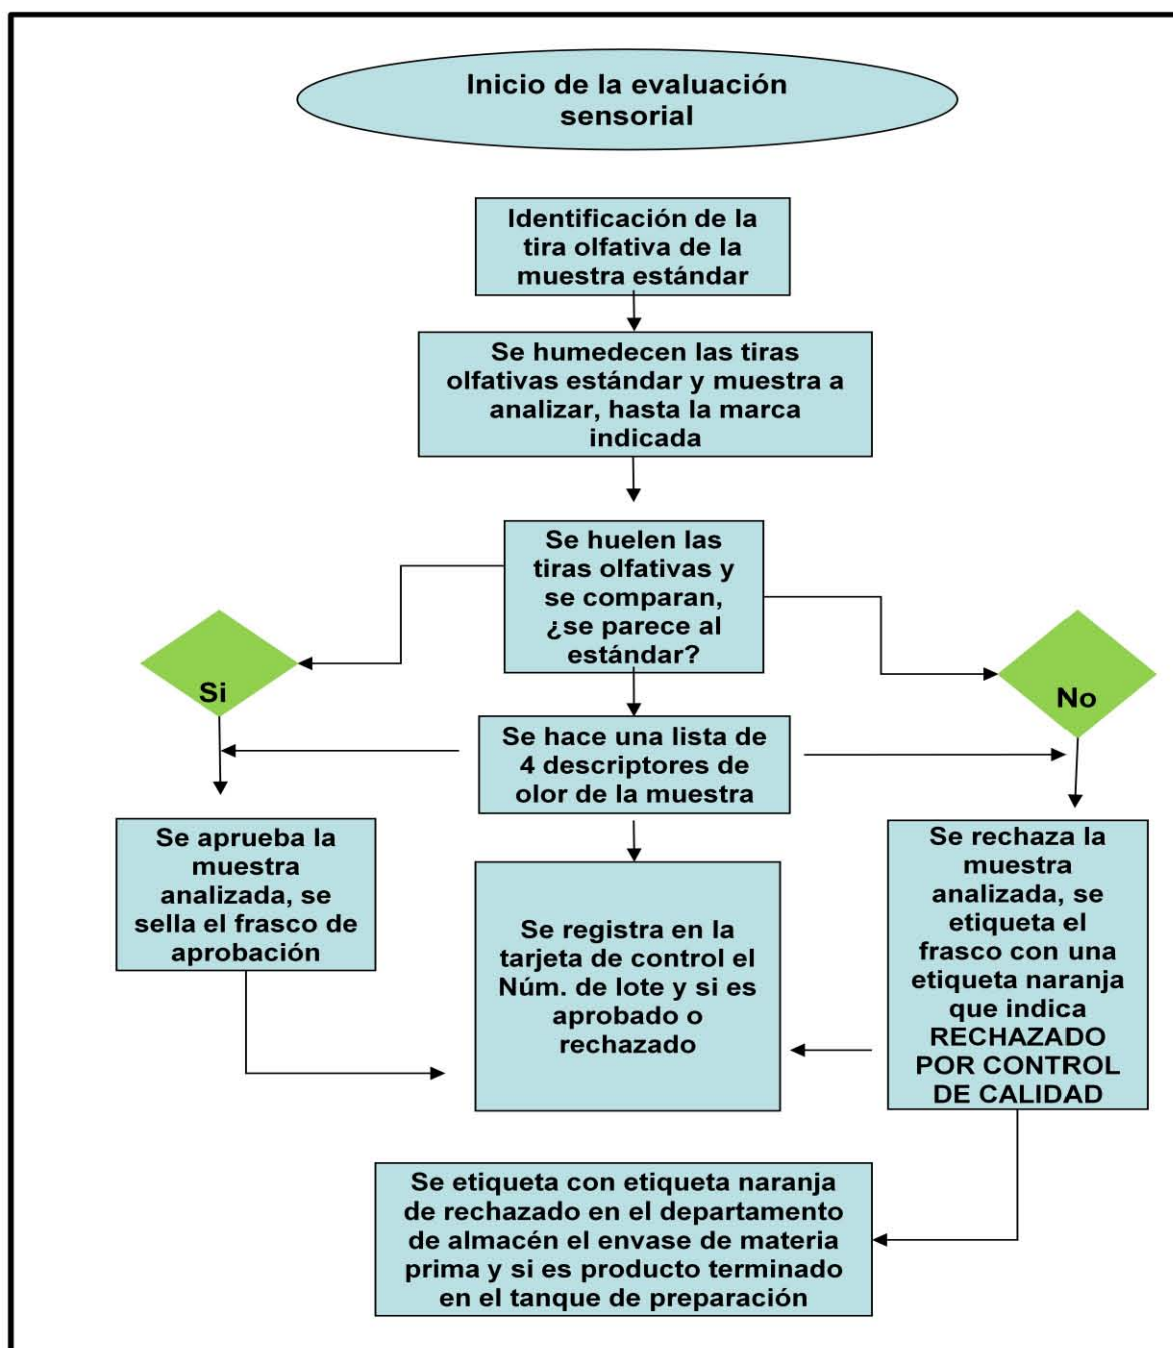 Inicio de la evaluación
sensorial
Identificación de la
tira olfativa de la
muestra estándar
Se humedecen las tiras
olfativas estándar y muestra a
analizar, hasta la marca
indicada
Se huelen las
tiras olfativas y
se comparan,
¿se parece al
estándar?
Si
No
Se hace una lista de
4 descriptores de
olor de la muestra
Se aprueba la
muestra
analizada, se
sella el frasco de
aprobación
Se registra en la
tarjeta de control el
Núm. de lote y si es
aprobado o
rechazado
Se rechaza la
muestra
analizada, se
etiqueta el
frasco con una
etiqueta naranja
que indica
RECHAZADO
POR CONTROL
DE CALIDAD
Se etiqueta con etiqueta naranja
de rechazado en el departamento
de almacén el envase de materia
prima y si es producto terminado
en el tanque de preparación